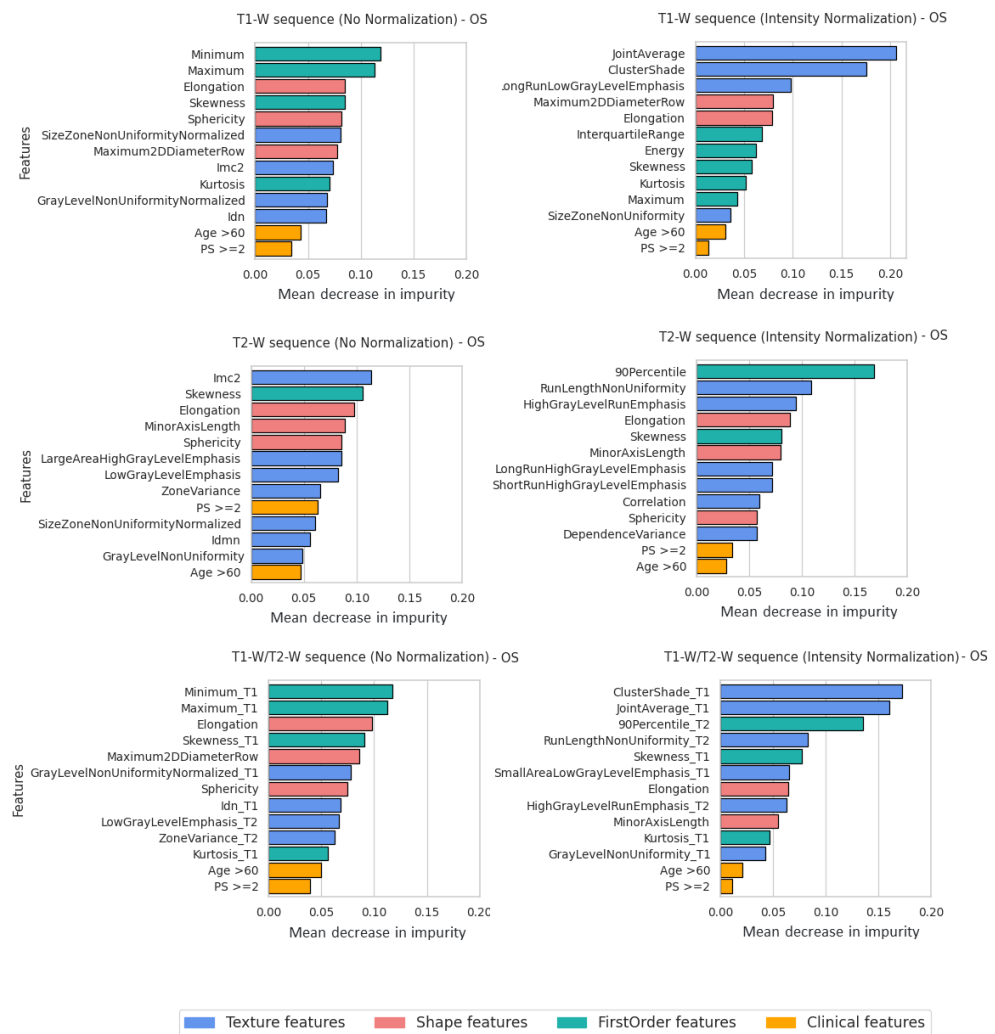 T1-W sequence (No Normalization) - OS
Features
Minimum
Maximum
Elongation
Skewness
Sphericity
SizeZoneNonUniformityNormalized
Maximum2DDiameterRow
Imc2
Kurtosis
GrayLevelNonUniformityNormalized
Idn
Age >60
PS >=2
0.00 0.05 0.10 0.15 0.20
Mean decrease in impurity
T1-W sequence (Intensity Normalization) - OS
JointAverage
ClusterShade
LongRunLowGrayLevelEmphasis
Maximum2DDiameterRow
Elongation
InterquartileRange
Energy
Skewness
Kurtosis
Maximum
SizeZoneNonUniformity
Age >60
PS >=2
0.00 0.05 0.10 0.15 0.20
Mean decrease in impurity
T2-W sequence (No Normalization) - OS
Features
Imc2
Skewness
Elongation
MinorAxisLength
Sphericity
LargeAreaHighGrayLevelEmphasis
LowGrayLevelEmphasis
ZoneVariance
PS >=2
SizeZoneNonUniformityNormalized
Idmn
GrayLevelNonUniformity
Age >60
0.00 0.05 0.10 0.15 0.20
Mean decrease in impurity
T2-W sequence (Intensity Normalization) - OS
90Percentile
RunLengthNonUniformity
HighGrayLevelRunEmphasis
Elongation
Skewness
MinorAxisLength
LongRunHighGrayLevelEmphasis
ShortRunHighGrayLevelEmphasis
Correlation
Sphericity
DependenceVariance
PS >=2
Age >60
0.00 0.05 0.10 0.15 0.20
Mean decrease in impurity
T1-W/T2-W sequence (No Normalization) - OS
Features
Minimum_T1
Maximum_T1
Elongation
Skewness_T1
Maximum2DDiameterRow
GrayLevelNonUniformityNormalized_T1
Sphericity
Idn_T1
LowGrayLevelEmphasis_T2
ZoneVariance_T2
Kurtosis_T1
Age >60
PS >=2
0.00 0.05 0.10 0.15 0.20
Mean decrease in impurity
T1-W/T2-W sequence (Intensity Normalization) - OS
ClusterShade_T1
JointAverage_T1
90Percentile_T2
RunLengthNonUniformity_T2
Skewness_T1
SmallAreaLowGrayLevelEmphasis_T1
Elongation
HighGrayLevelRunEmphasis_T2
MinorAxisLength
Kurtosis_T1
GrayLevelNonUniformity_T1
Age >60
PS >=2
0.00 0.05 0.10 0.15 0.20
Mean decrease in impurity
Texture features Shape features FirstOrder features Clinical features